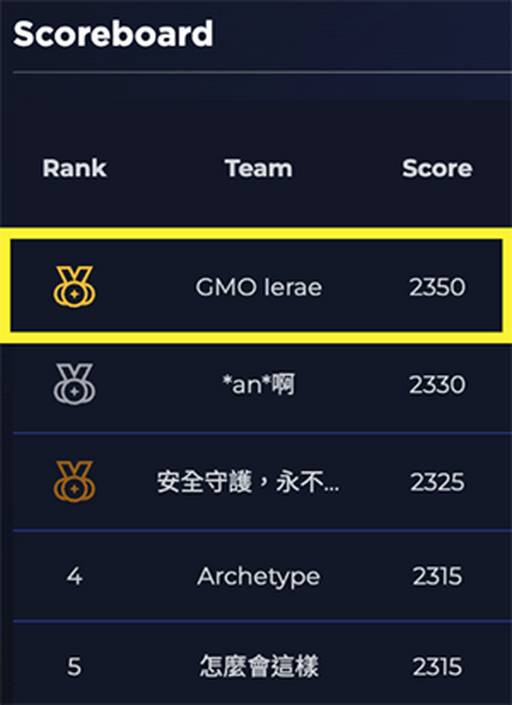 Scoreboard
Rank Team Score
GMO Ierae 2350
*an*啊 2330
安全守護，永不... 2325
4 Archetype 2315
5 怎麼會這樣 2315